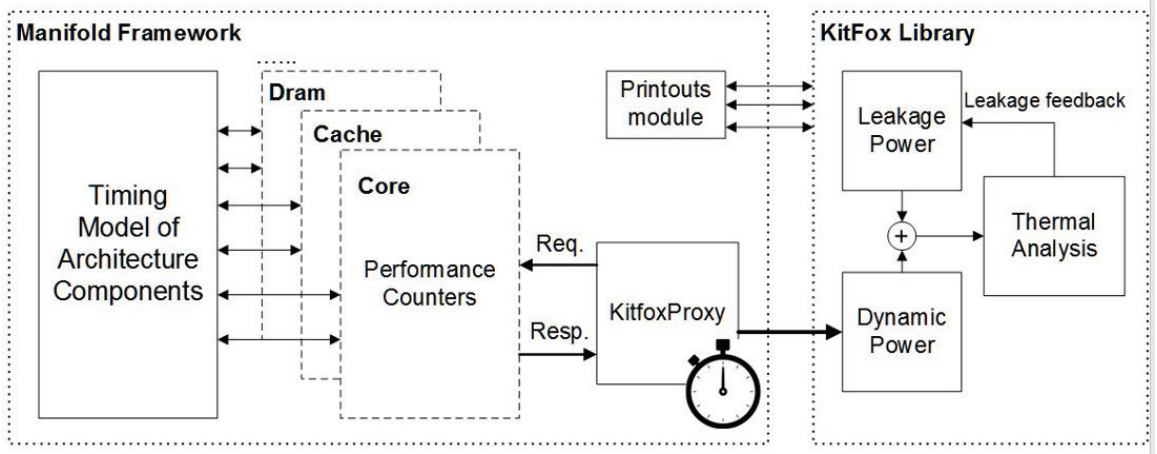 Manifold Framework
Timing
Model of
Architecture
Components
......
Dram
Cache
Core
Performance
Counters
Req.
Resp.
KitfoxProxy
Printouts
module
KitFox Library
Leakage
Power
Leakage feedback
+
Thermal
Analysis
Dynamic
Power